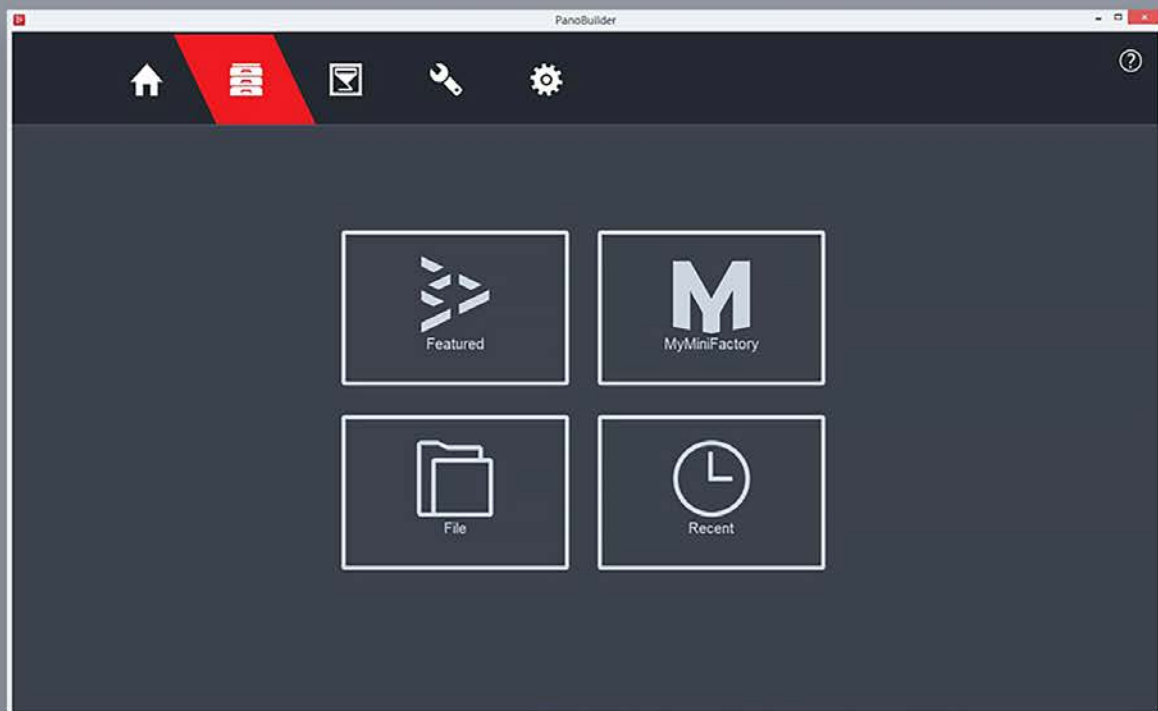 PanoBuilder
Featured
MyMiniFactory
File
Recent